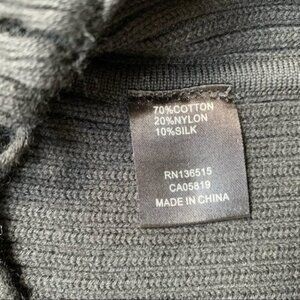 70%COTTON
20%NYLON
10%SILK
RN136515
CA05819
MADE IN CHINA